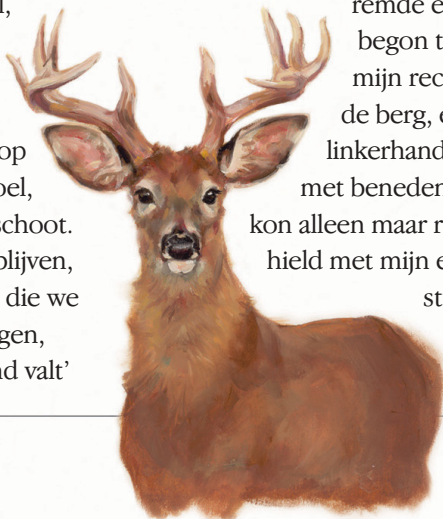 l,
op
oel,
schoot.
blijven,
die we
gen,
nd valt’
remde e
begon t
mijn rec
de berg, e
linkerhand
met beneden
kon alleen maar r
hield met mijn e
st